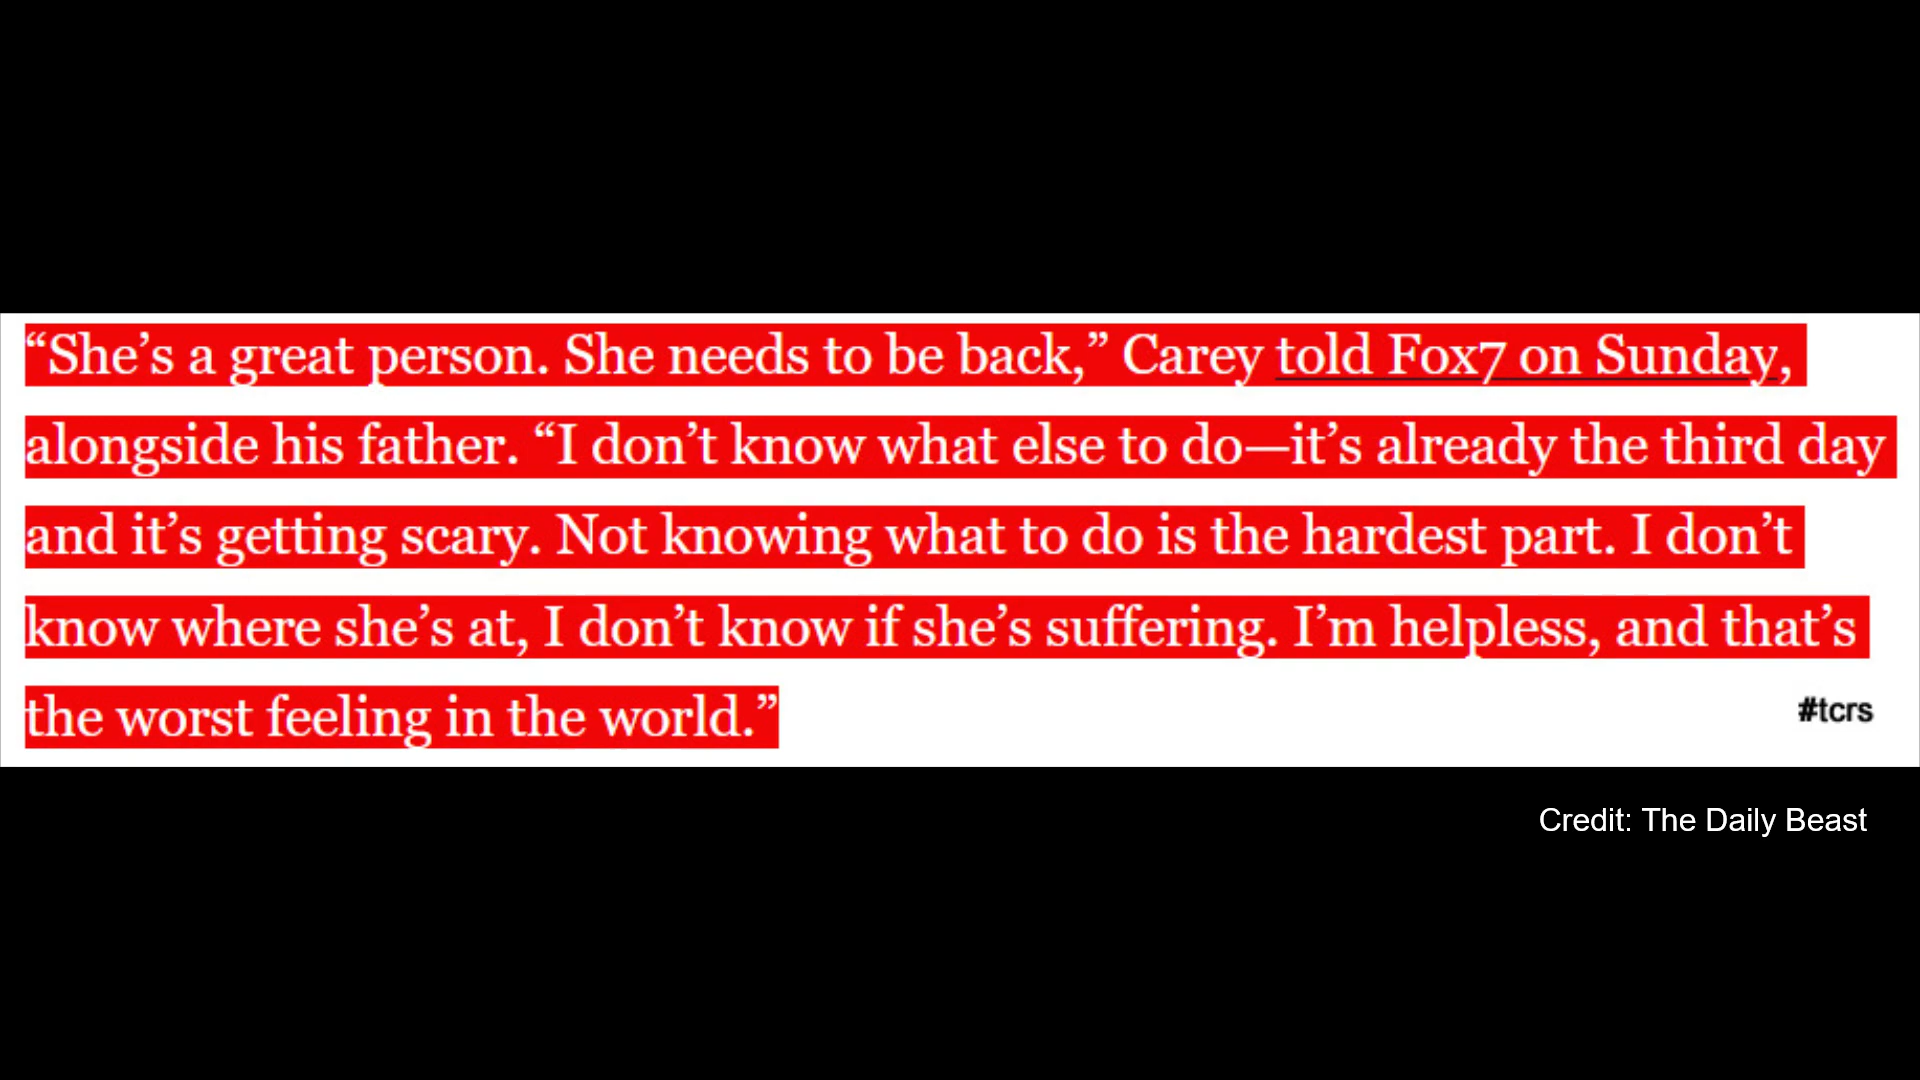 “She’s a great person. She needs to be back,” Carey told Fox7 on Sunday,
alongside his father. “I don’t know what else to do—it’s already the third day
and it’s getting scary. Not knowing what to do is the hardest part. I don’t
know where she’s at, I don’t know if she’s suffering. I’m helpless, and that’s
the worst feeling in the world.”
#tcrs
Credit: The Daily Beast